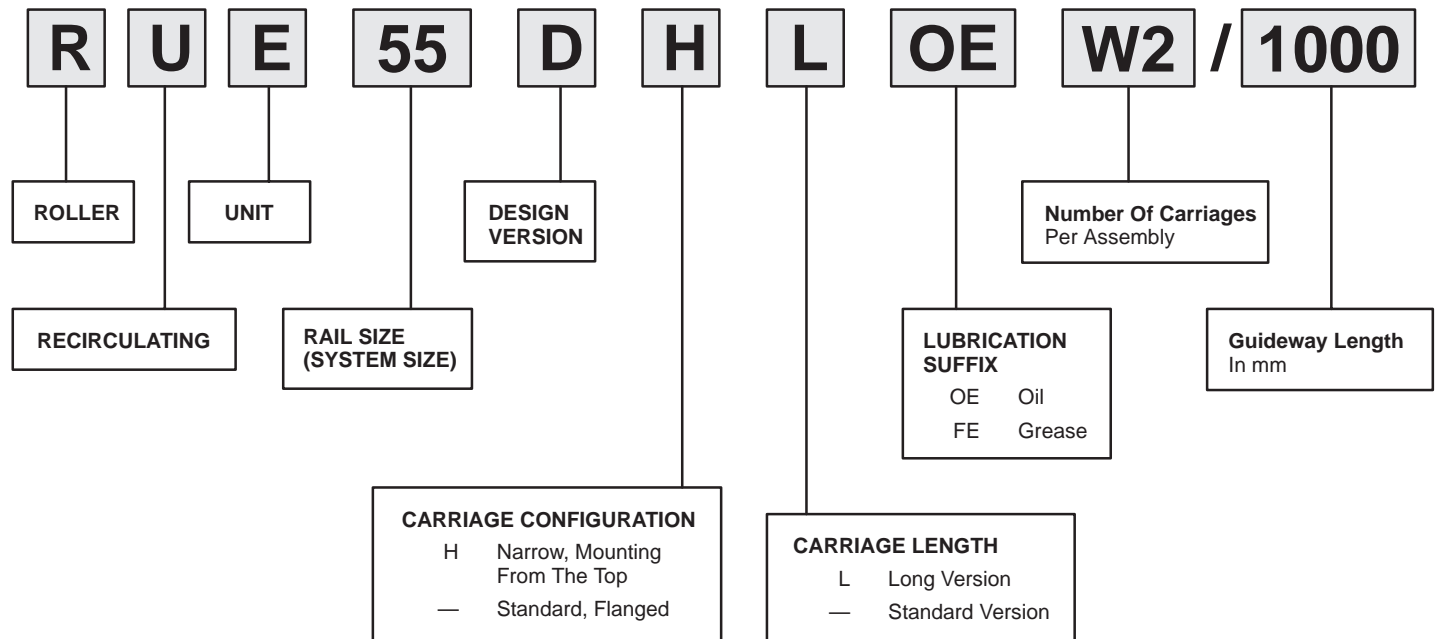 R U E 55 D H L OE W2 / 1000
ROLLER
UNIT
DESIGN
VERSION
Number Of Carriages
Per Assembly
RECIRCULATING
RAIL SIZE
(SYSTEM SIZE)
LUBRICATION
SUFFIX
OE Oil
FE Grease
Guideway Length
In mm
CARRIAGE CONFIGURATION
H Narrow, Mounting
From The Top
— Standard, Flanged
CARRIAGE LENGTH
L Long Version
— Standard Version